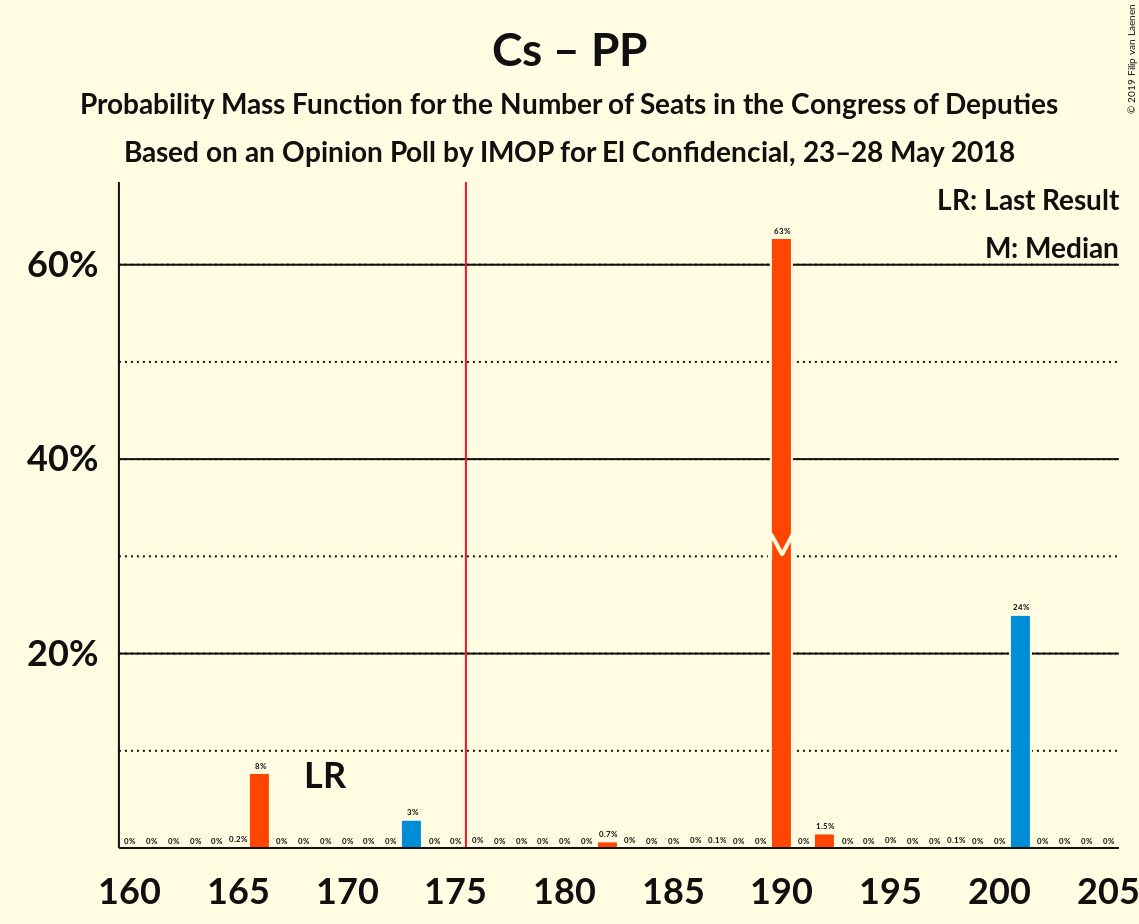 Cs – PP
Probability Mass Function for the Number of Seats in the Congress of Deputies
Based on an Opinion Poll by IMOP for El Confidencial, 23–28 May 2018
© 2019 Filip van Laenen
LR: Last Result
M: Median
60%
40%
20%
63%
24%
8%
LR
3%
0% 0% 0% 0% 0% 0.2% 0% 0% 0% 0% 0% 0% 0% 0% 0% 0% 0% 0% 0% 0.7% 0% 0% 0% 0% 0.1% 0% 0% 0% 1.5% 0% 0% 0% 0% 0% 0.1% 0% 0% 0% 0% 0% 0%
160 165 170 175 180 185 190 195 200 205